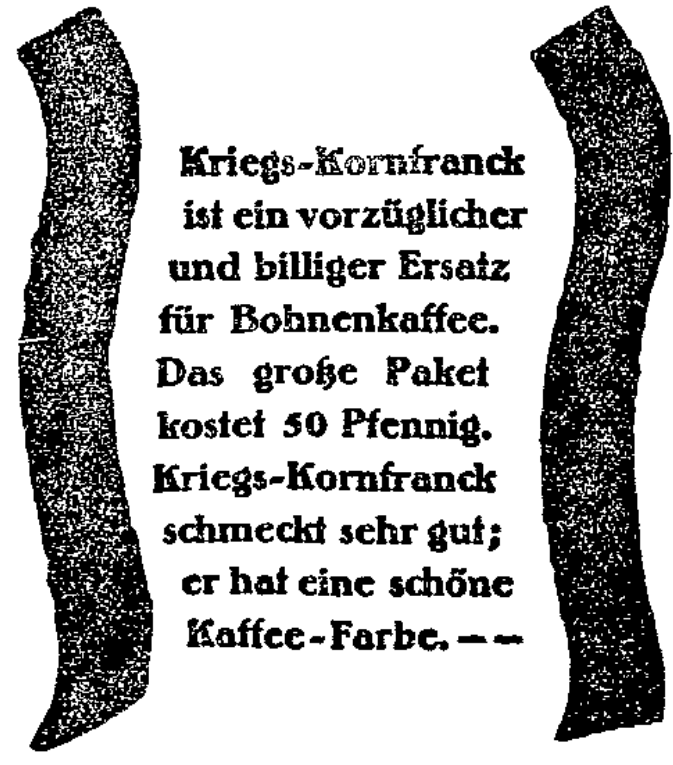 Kriegs-Kornfranck
ist ein vorzüglicher
und billiger Ersatz
für Bohnenkaffee.
Das große Paket
kostet 50 Pfennig.
Kriegs-Kornfranck
schmeckt sehr gut;
er hat eine schöne
Kaffee-Farbe. — —